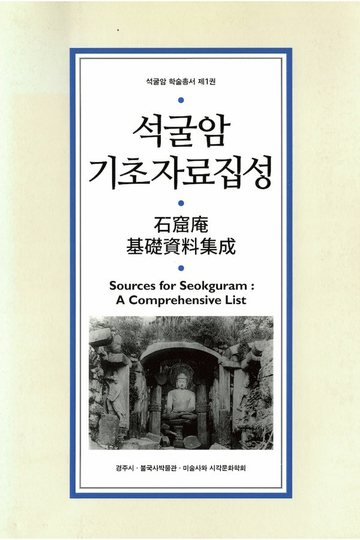 석굴암 학술총서 제1권
석굴암
기초자료집성
石窟庵
基礎資料集成
Sources for Seokguram :
A Comprehensive List
경주시 · 불국사박물관 · 미술사와 시각문화학회